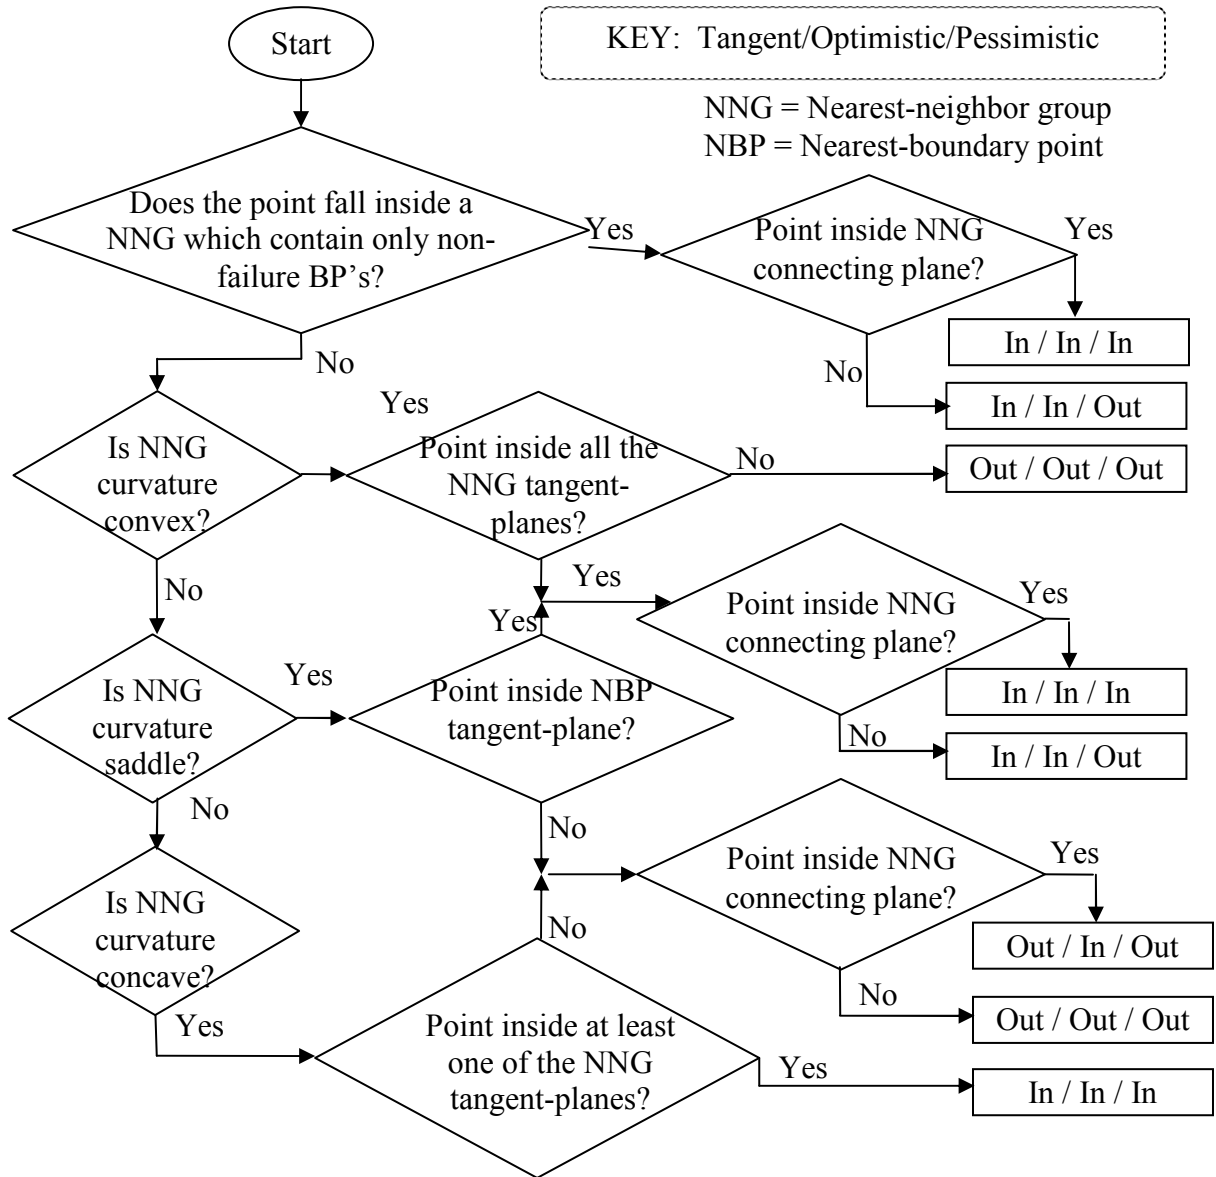 Start
KEY:  Tangent/Optimistic/Pessimistic
NNG = Nearest-neighbor group
NBP = Nearest-boundary point
Does the point fall inside a
NNG which contain only non-
failure BP's?
Yes
Point inside NNG
connecting plane?
Yes
In / In / In
No
In / In / Out
No
Is NNG
curvature
convex?
Yes
Point inside all the
NNG tangent-
planes?
No
Out / Out / Out
No
Yes
Yes
Point inside NNG
connecting plane?
Yes
In / In / In
No
In / In / Out
Is NNG
curvature
saddle?
Yes
Point inside NBP
tangent-plane?
No
No
Point inside NNG
connecting plane?
Yes
Out / In / Out
No
Out / Out / Out
Is NNG
curvature
concave?
Yes
No
Point inside at least
one of the NNG
tangent-planes?
Yes
In / In / In